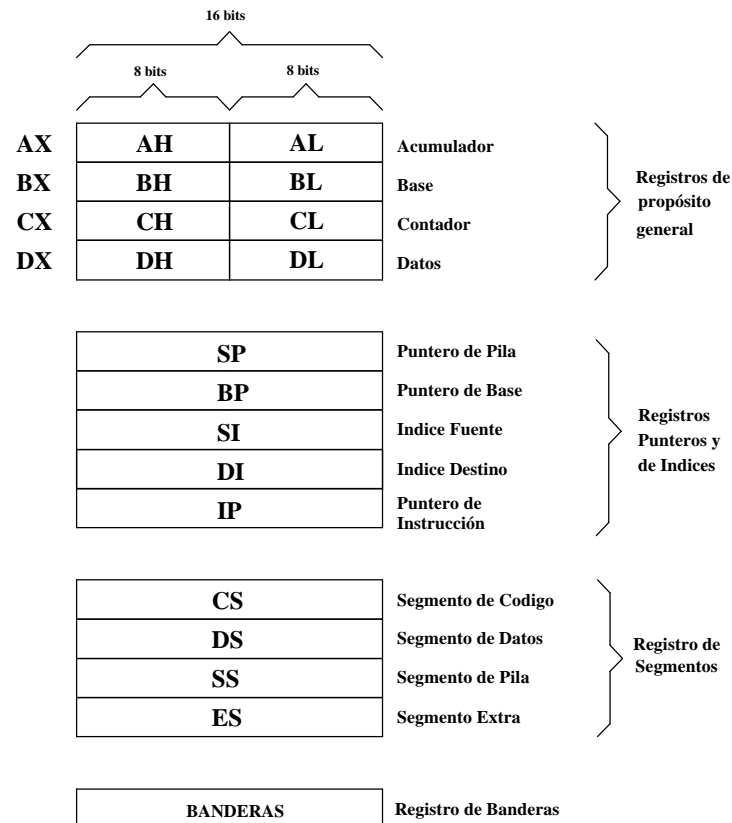 16 bits
8 bits 8 bits
AX AH AL Acumulador
BX BH BL Base
CX CH CL Contador
DX DH DL Datos
Registros de
propósito
general
SP Puntero de Pila
BP Puntero de Base
SI Indice Fuente
DI Indice Destino
IP Puntero de
Instrucción
Registros
Punteros y
de Indices
CS Segmento de Codigo
DS Segmento de Datos
SS Segmento de Pila
ES Segmento Extra
Registro de
Segmentos
BANDERAS Registro de Banderas